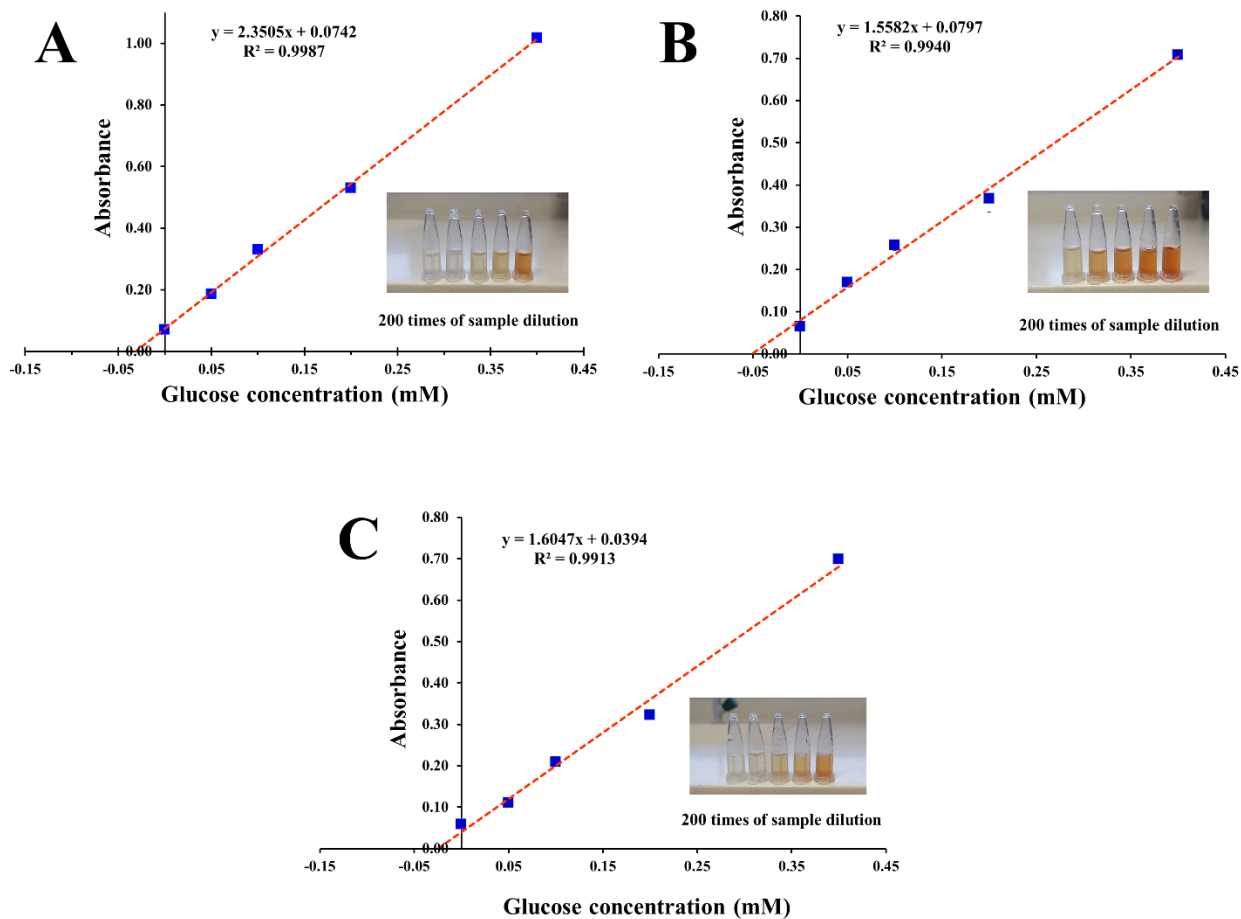 A
y = 2.3505x + 0.0742
R² = 0.9987
Absorbance
1.00
0.80
0.60
0.40
0.20
0.00
200 times of sample dilution
-0.15
-0.05
0.05
0.15
0.25
0.35
0.45
Glucose concentration (mM)
B
y = 1.5582x + 0.0797
R² = 0.9940
Absorbance
0.80
0.70
0.60
0.50
0.40
0.30
0.20
0.10
0.00
200 times of sample dilution
-0.15
-0.05
0.05
0.15
0.25
0.35
0.45
Glucose concentration (mM)
C
y = 1.6047x + 0.0394
R² = 0.9913
Absorbance
0.80
0.70
0.60
0.50
0.40
0.30
0.20
0.10
0.00
200 times of sample dilution
-0.15
-0.05
0.05
0.15
0.25
0.35
0.45
Glucose concentration (mM)